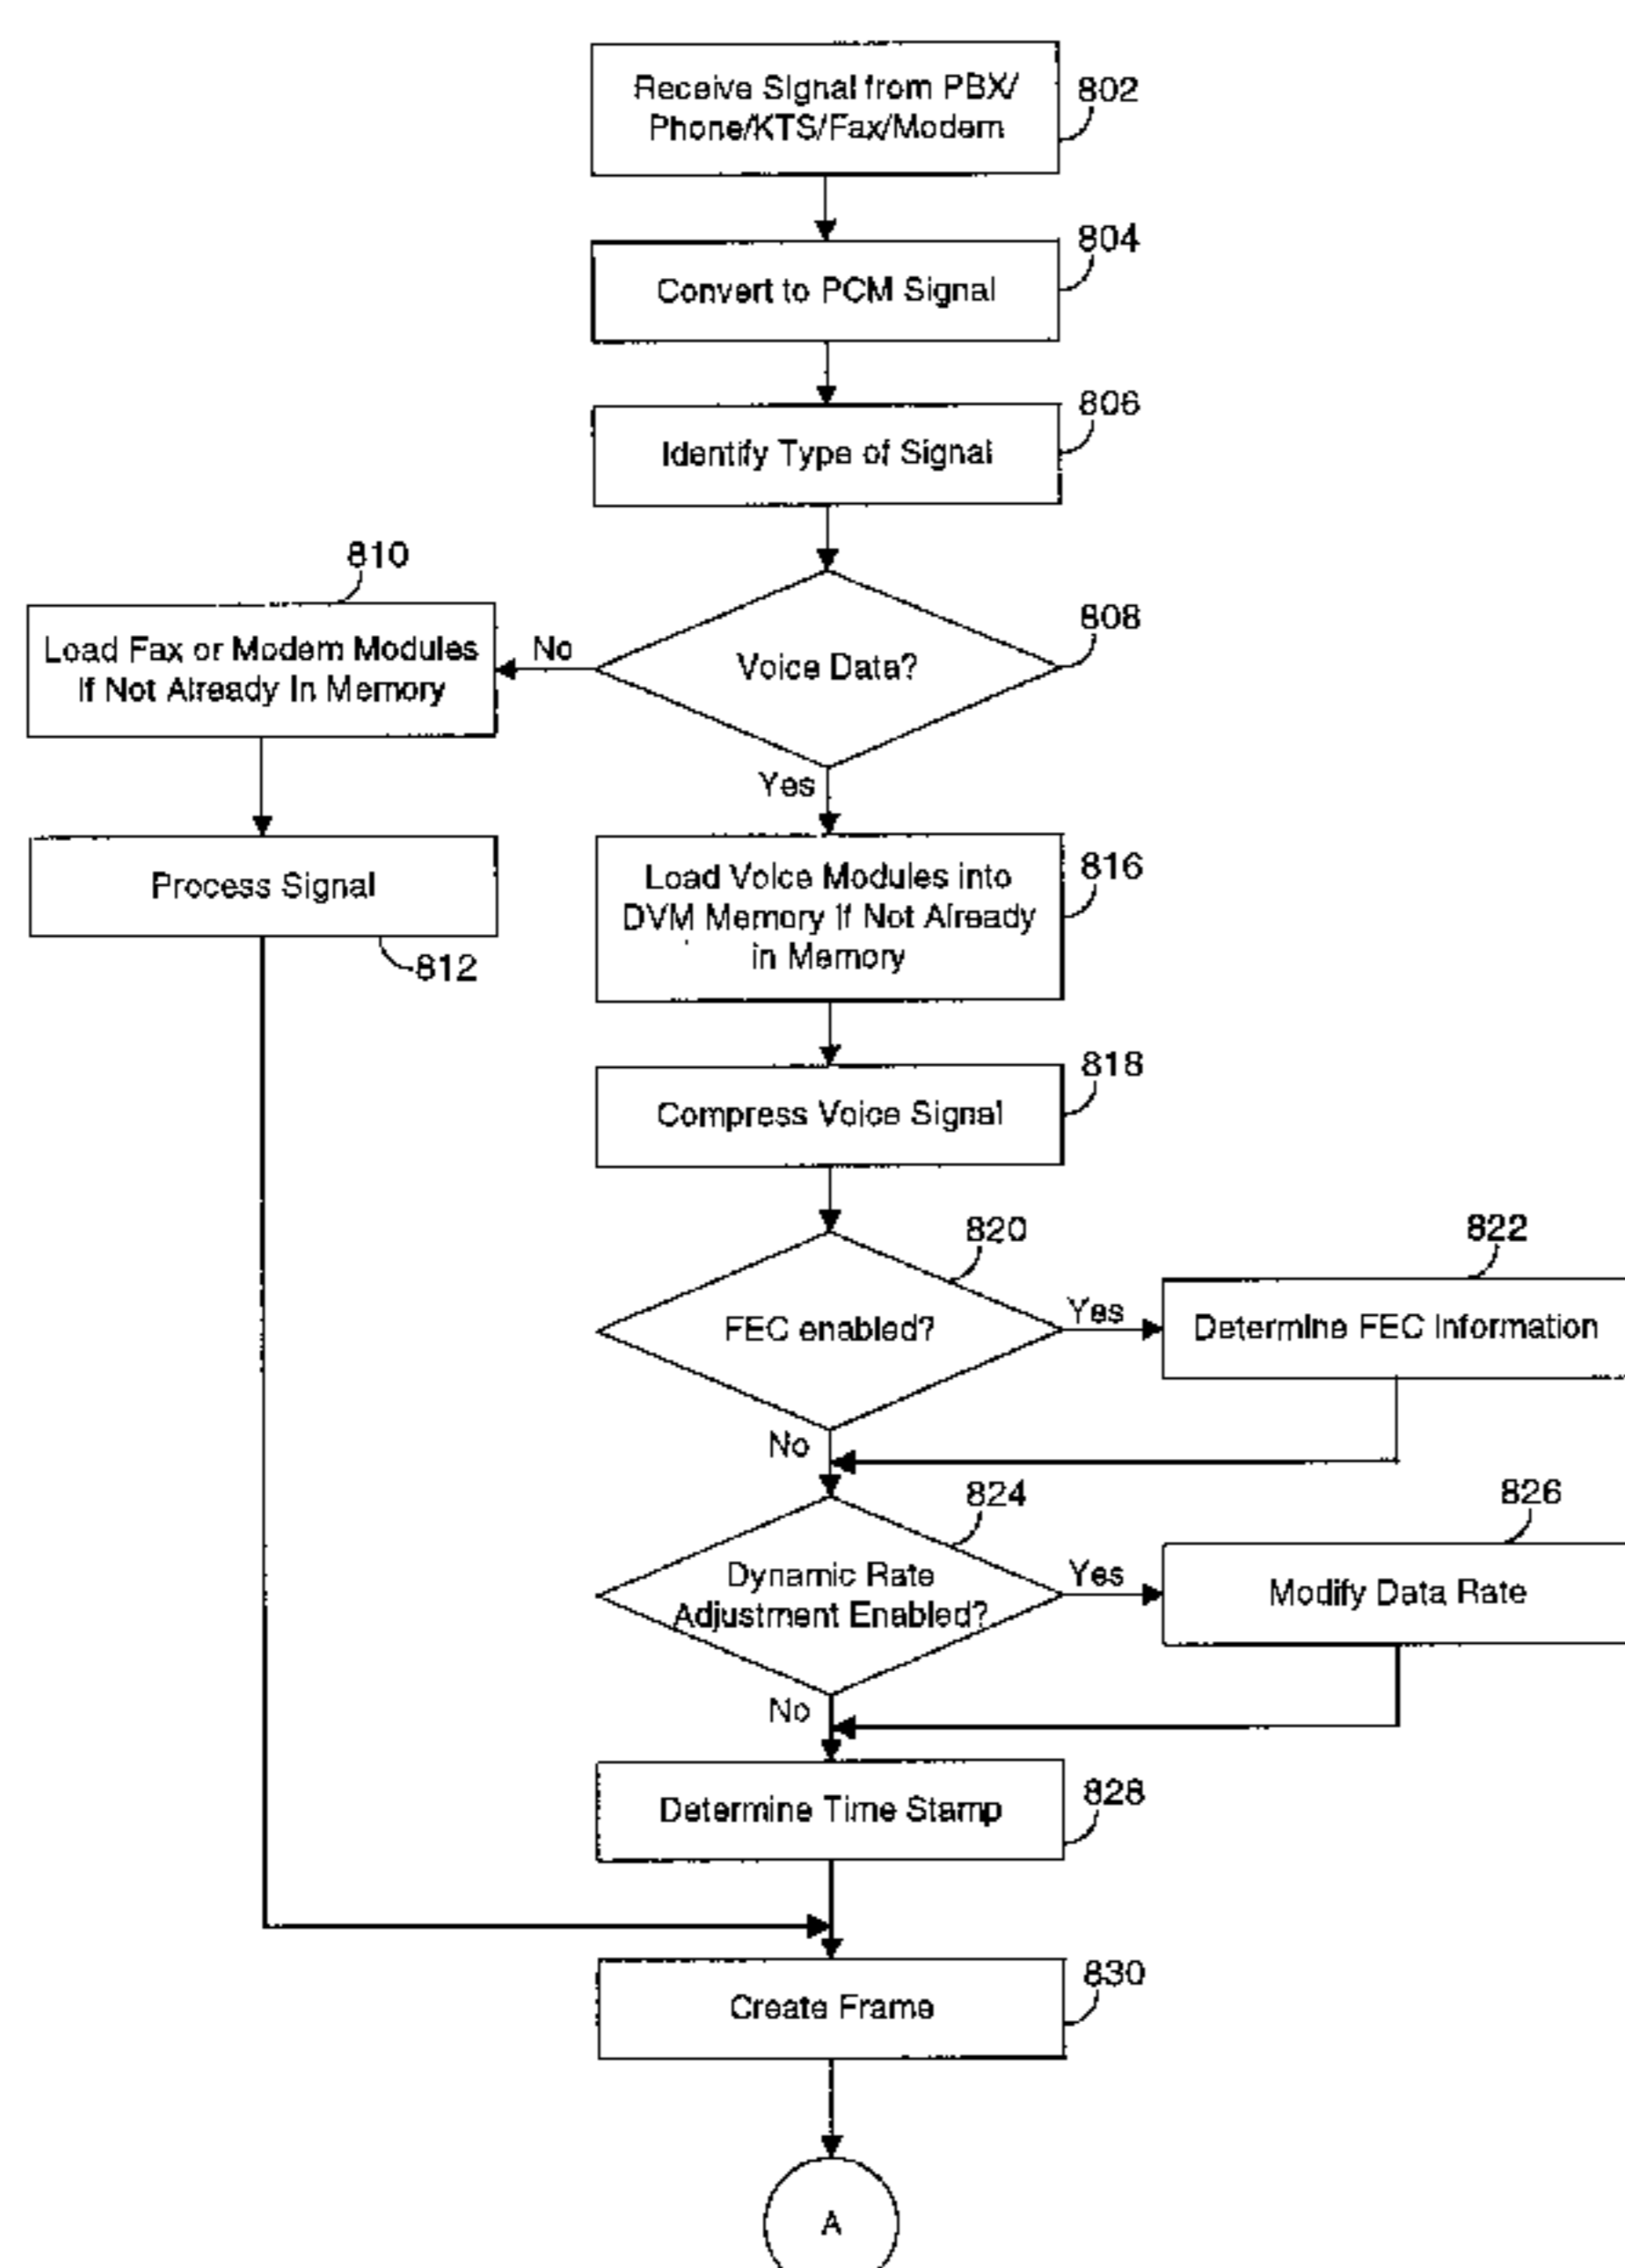 Receive Signal from PBX/
Phone/KTS/Fax/Modem
802
Convert to PCM Signal
804
Identify Type of Signal
806
Voice Data?
808
No
Yes
810
Load Fax or Modem Modules
If Not Already In Memory
Process Signal
812
Load Voice Modules into
DVM Memory If Not Already
in Memory
816
Compress Voice Signal
818
FEC enabled?
820
Yes
No
822
Determine FEC Information
Dynamic Rate
Adjustment Enabled?
824
Yes
No
826
Modify Data Rate
Determine Time Stamp
828
Create Frame
830
A